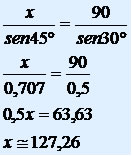 x/sen45° = 90/sen30°
x/0,707 = 90/0,5
0,5x = 63,63
x ≅ 127,26